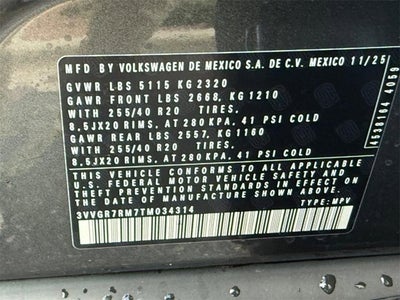 MFD BY VOLKSWAGEN DE MEXICO S.A. DE C.V. MEXICO 11/25
GVWR LBS 5115 KG 2320
GAWR FRONT LBS 2668, KG 1210
WITH 255/40 R20 TIRES.
8.5JX20 RIMS. AT 280 KPA. 41 PSI COLD
GAWR REAR LBS 2557, KG 1160
WITH 255/40 R20 TIRES.
8.5JX20 RIMS. AT 280 KPA. 41 PSI COLD
THIS VEHICLE CONFORMS TO ALL APPLICABLE
U.S. FEDERAL MOTOR VEHICLE SAFETY, BUMPER AND
THEFT PREVENTION STANDARDS IN EFFECT ON
THE DATE OF MANUFACTURE SHOWN ABOVE.
3VVGR7RM7TM034314 TYPE: MPV
4538194 4059